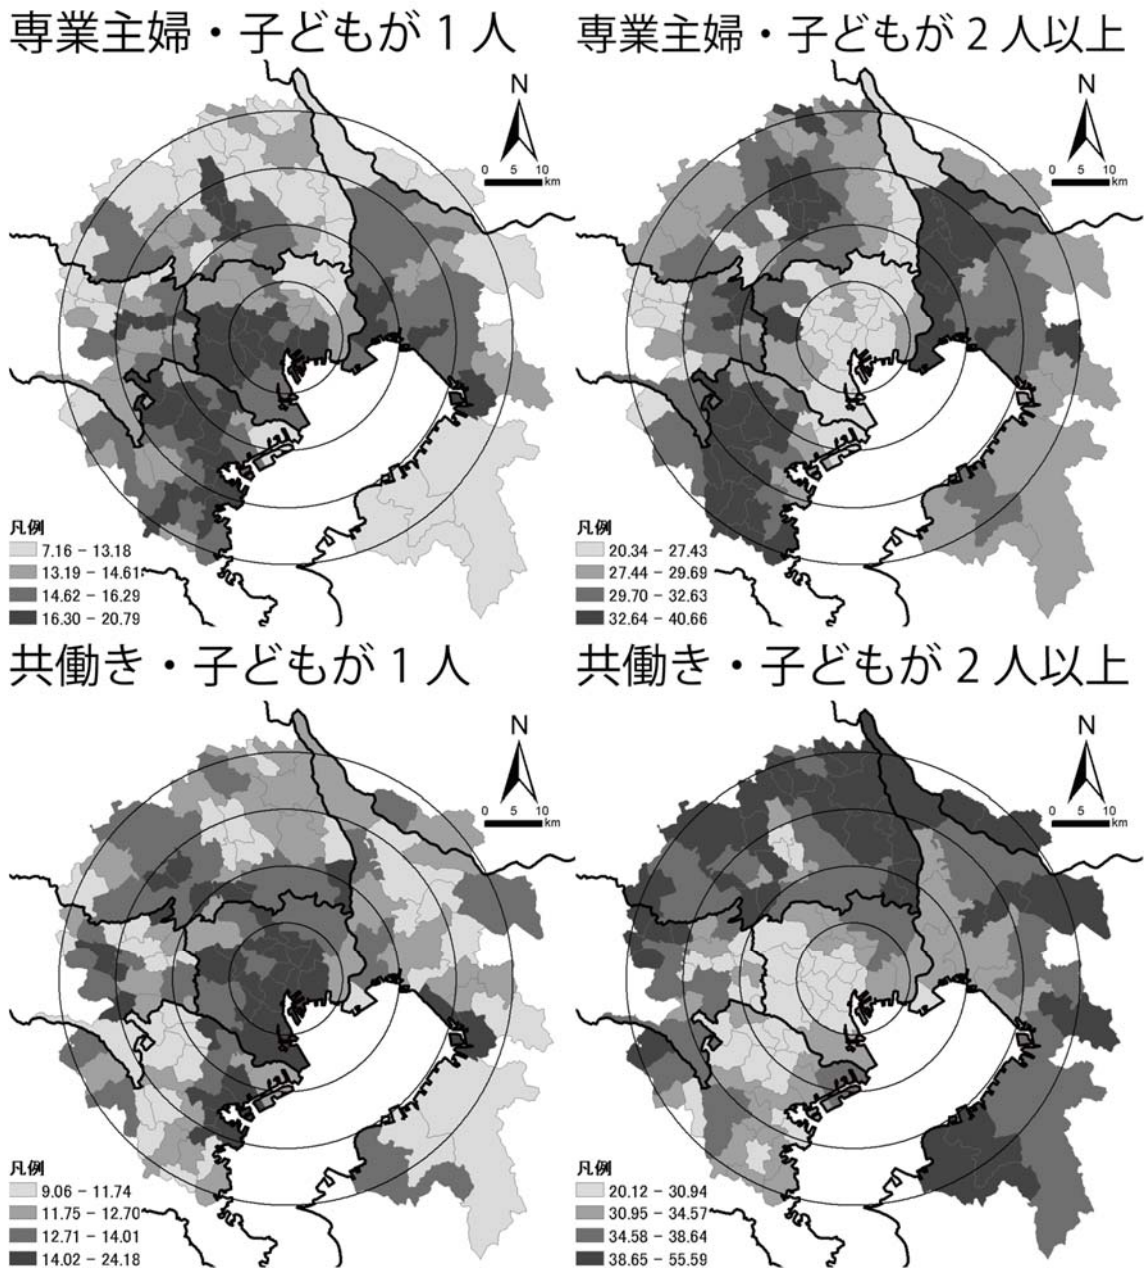 専業主婦・子どもが 1 人
専業主婦・子どもが 2 人以上
N
0 5 10
km
凡例
7.16 - 13.18
13.19 - 14.61
14.62 - 16.29
16.30 - 20.79
N
0 5 10
km
凡例
20.34 - 27.43
27.44 - 29.69
29.70 - 32.63
32.64 - 40.66
共働き・子どもが 1 人
共働き・子どもが 2 人以上
N
0 5 10
km
凡例
9.06 - 11.74
11.75 - 12.70
12.71 - 14.01
14.02 - 24.18
N
0 5 10
km
凡例
20.12 - 30.94
30.95 - 34.57
34.58 - 38.64
38.65 - 55.59